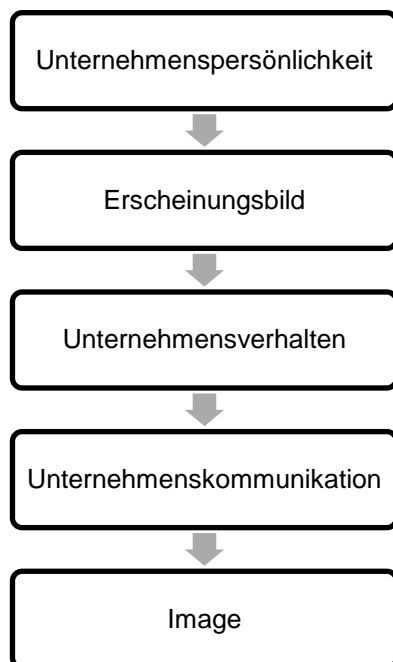 Unternehmenspersönlichkeit
Erscheinungsbild
Unternehmensverhalten
Unternehmenskommunikation
Image